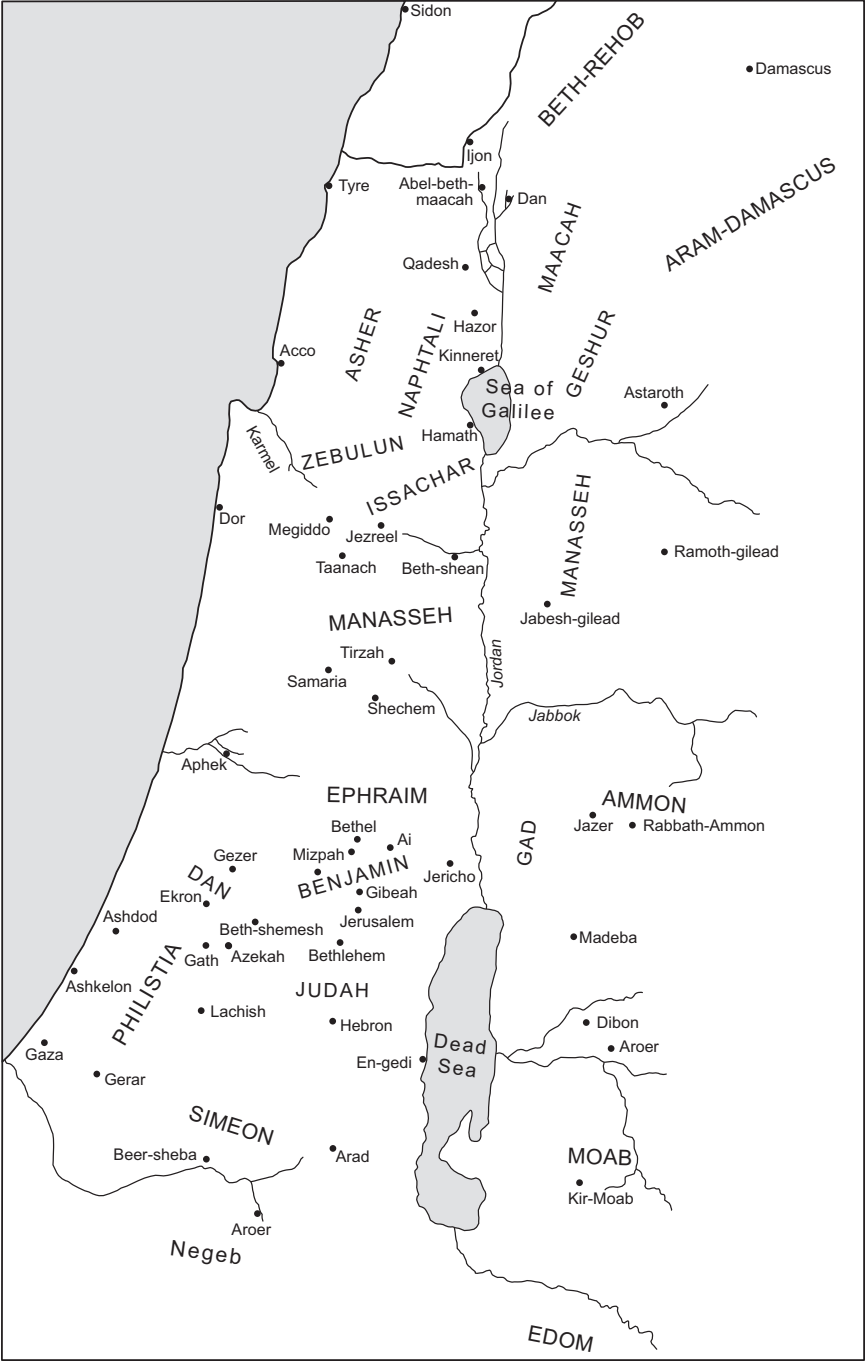 Sidon
BETH-REHOB
Damascus
Ijon
Tyre
Abel-beth-
maacah
Dan
ARAM-DAMASCUS
MAACAH
Qadesh
Hazor
ASHER
NAPHTALI
GESHUR
Acco
Kinneret
Sea of
Galilee
Astaroth
Hamath
Karmel
ZEBULUN
ISSACHAR
Dor
Megiddo
Jezreel
MANASSEH
Taanach
Beth-shean
Ramoth-gilead
MANASSEH
Jabesh-gilead
Tirzah
Jordan
Samaria
Shechem
Jabbok
Aphek
EPHRAIM
AMMON
Jazer
Rabbath-Ammon
GAD
Bethel
Ai
Mizpah
Gezer
BENJAMIN
Jericho
DAN
Ekron
Gibeah
Ashdod
Beth-shemesh
Jerusalem
Madeba
Gath
Azekah
Bethlehem
Ashkelon
PHILISTIA
JUDAH
Lachish
Hebron
Dibon
Gaza
Dead
Sea
Aroer
En-gedi
Gerar
SIMEON
Beer-sheba
Arad
MOAB
Kir-Moab
Aroer
Negeb
EDOM